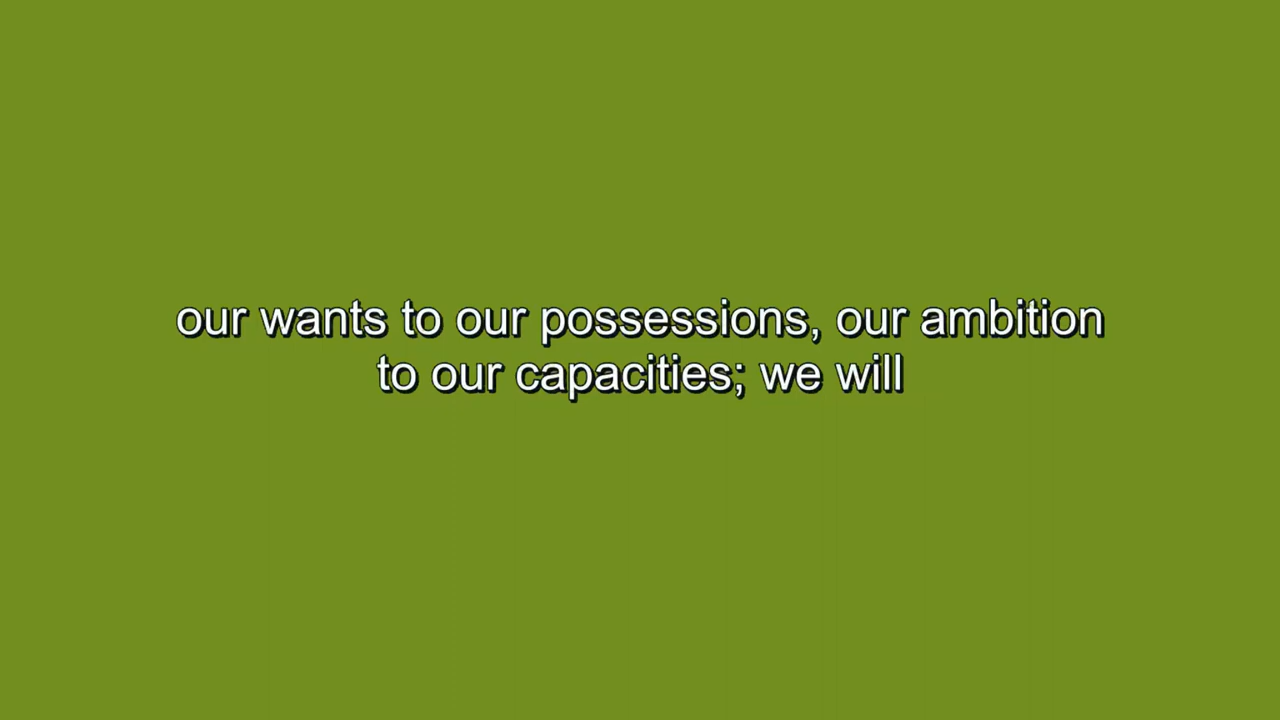 our wants to our possessions, our ambition
to our capacities; we will